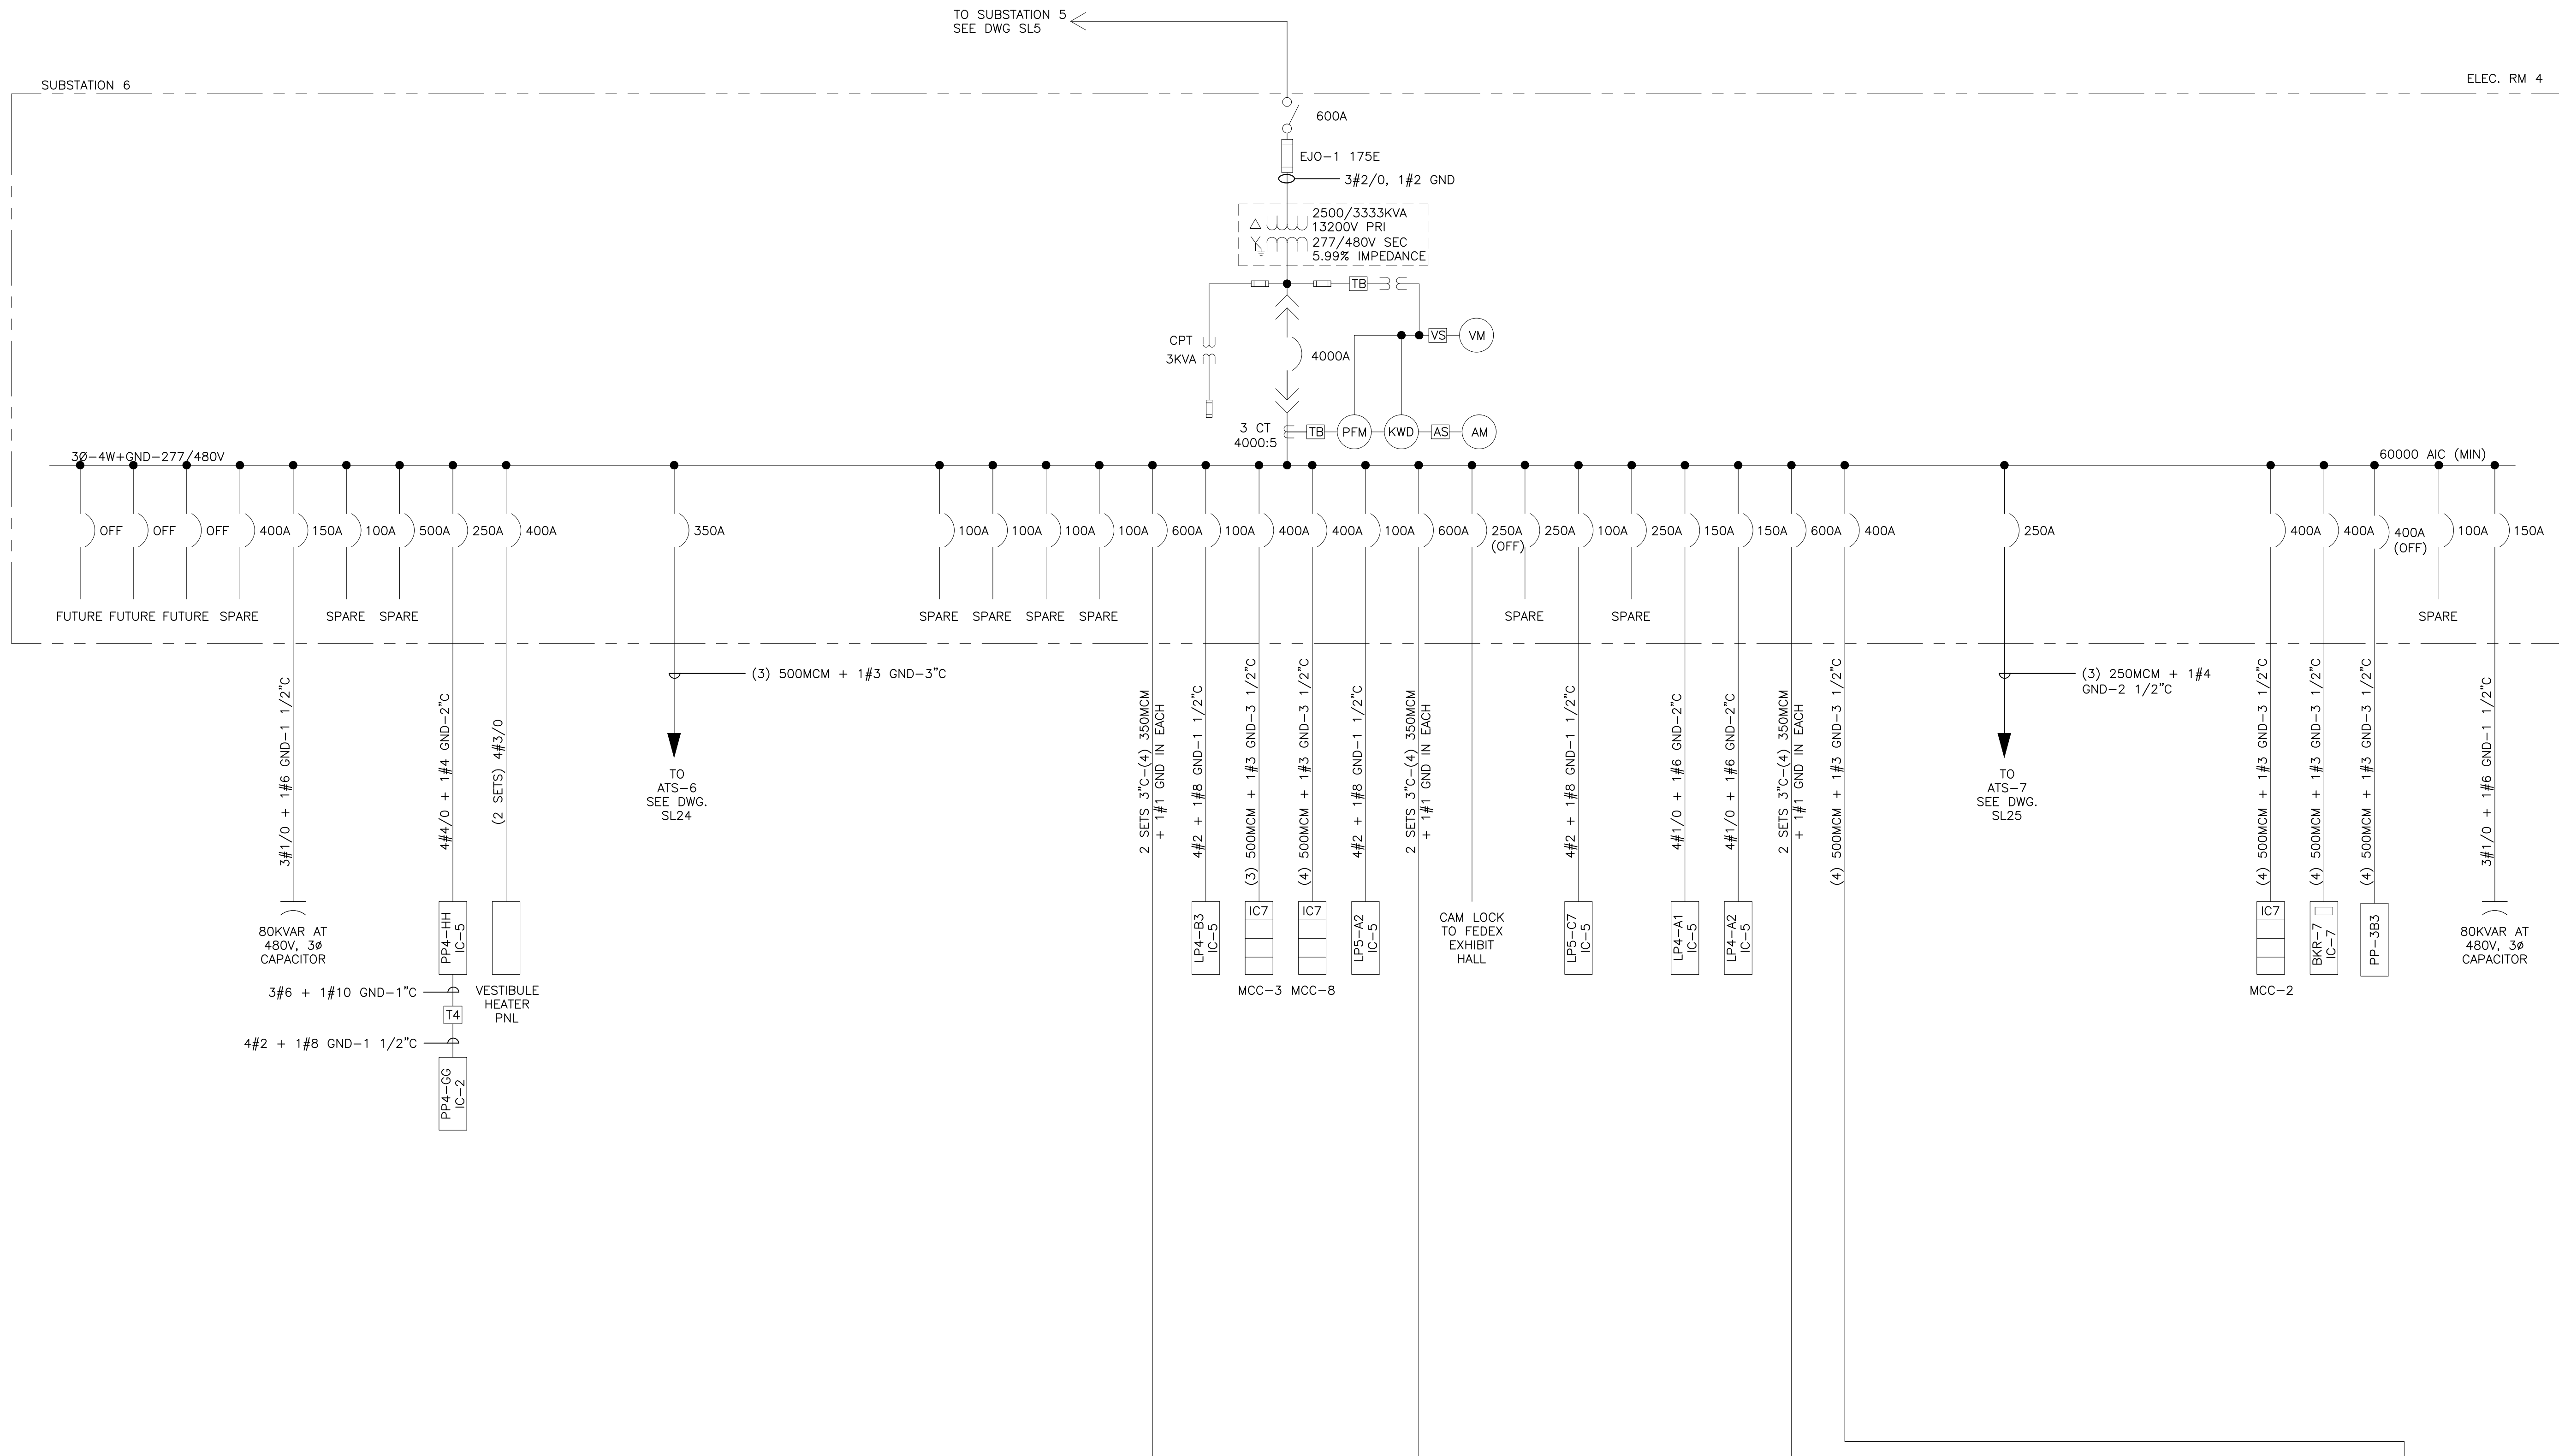 TO SUBSTATION 5
SEE DWG SL5
SUBSTATION 6
ELEC. RM 4
600A
EJO-1 175E
3#2/0, 1#2 GND
2500/3333KVA
13200V PRI
277/480V SEC
5.99% IMPEDANCE
TB
CPT
3KVA
4000A
VS
VM
3 CT
4000:5
TB
PFM
KWD
AS
AM
3Ø-4W+GND-277/480V
60000 AIC (MIN)
OFF
OFF
OFF
400A
150A
100A
500A
250A
400A
350A
100A
100A
100A
100A
600A
100A
400A
400A
100A
600A
250A
(OFF)
250A
100A
250A
150A
150A
600A
400A
250A
400A
400A
400A
(OFF)
100A
150A
FUTURE
FUTURE
FUTURE
SPARE
SPARE
SPARE
SPARE
SPARE
SPARE
SPARE
SPARE
SPARE
SPARE
3#1/0 + 1#6 GND-1 1/2"C
80KVAR AT
480V, 3ø
CAPACITOR
4#4/0 + 1#4 GND-2"C
PP4-HH
IC-5
3#6 + 1#10 GND-1"C
T4
4#2 + 1#8 GND-1 1/2"C
PP4-GG
IC-2
(2 SETS) 4#3/0
VESTIBULE
HEATER
PNL
(3) 500MCM + 1#3 GND-3"C
TO
ATS-6
SEE DWG.
SL24
2 SETS 3"C-(4) 350MCM
+ 1#1 GND IN EACH
4#2 + 1#8 GND-1 1/2"C
LP4-B3
IC-5
(3) 500MCM + 1#3 GND-3 1/2"C
IC7
MCC-3
(4) 500MCM + 1#3 GND-3 1/2"C
IC7
MCC-8
4#2 + 1#8 GND-1 1/2"C
LP5-A2
IC-5
2 SETS 3"C-(4) 350MCM
+ 1#1 GND IN EACH
CAM LOCK
TO FEDEX
EXHIBIT
HALL
4#2 + 1#8 GND-1 1/2"C
LP5-C7
IC-5
4#1/0 + 1#6 GND-2"C
LP4-A1
IC-5
4#1/0 + 1#6 GND-2"C
LP4-A2
IC-5
2 SETS 3"C-(4) 350MCM
+ 1#1 GND IN EACH
(4) 500MCM + 1#3 GND-3 1/2"C
(3) 250MCM + 1#4
GND-2 1/2"C
TO
ATS-7
SEE DWG.
SL25
(4) 500MCM + 1#3 GND-3 1/2"C
IC7
MCC-2
(4) 500MCM + 1#3 GND-3 1/2"C
BKR-7
IC-7
(4) 500MCM + 1#3 GND-3 1/2"C
PP-3B3
3#1/0 + 1#6 GND-1 1/2"C
80KVAR AT
480V, 3ø
CAPACITOR